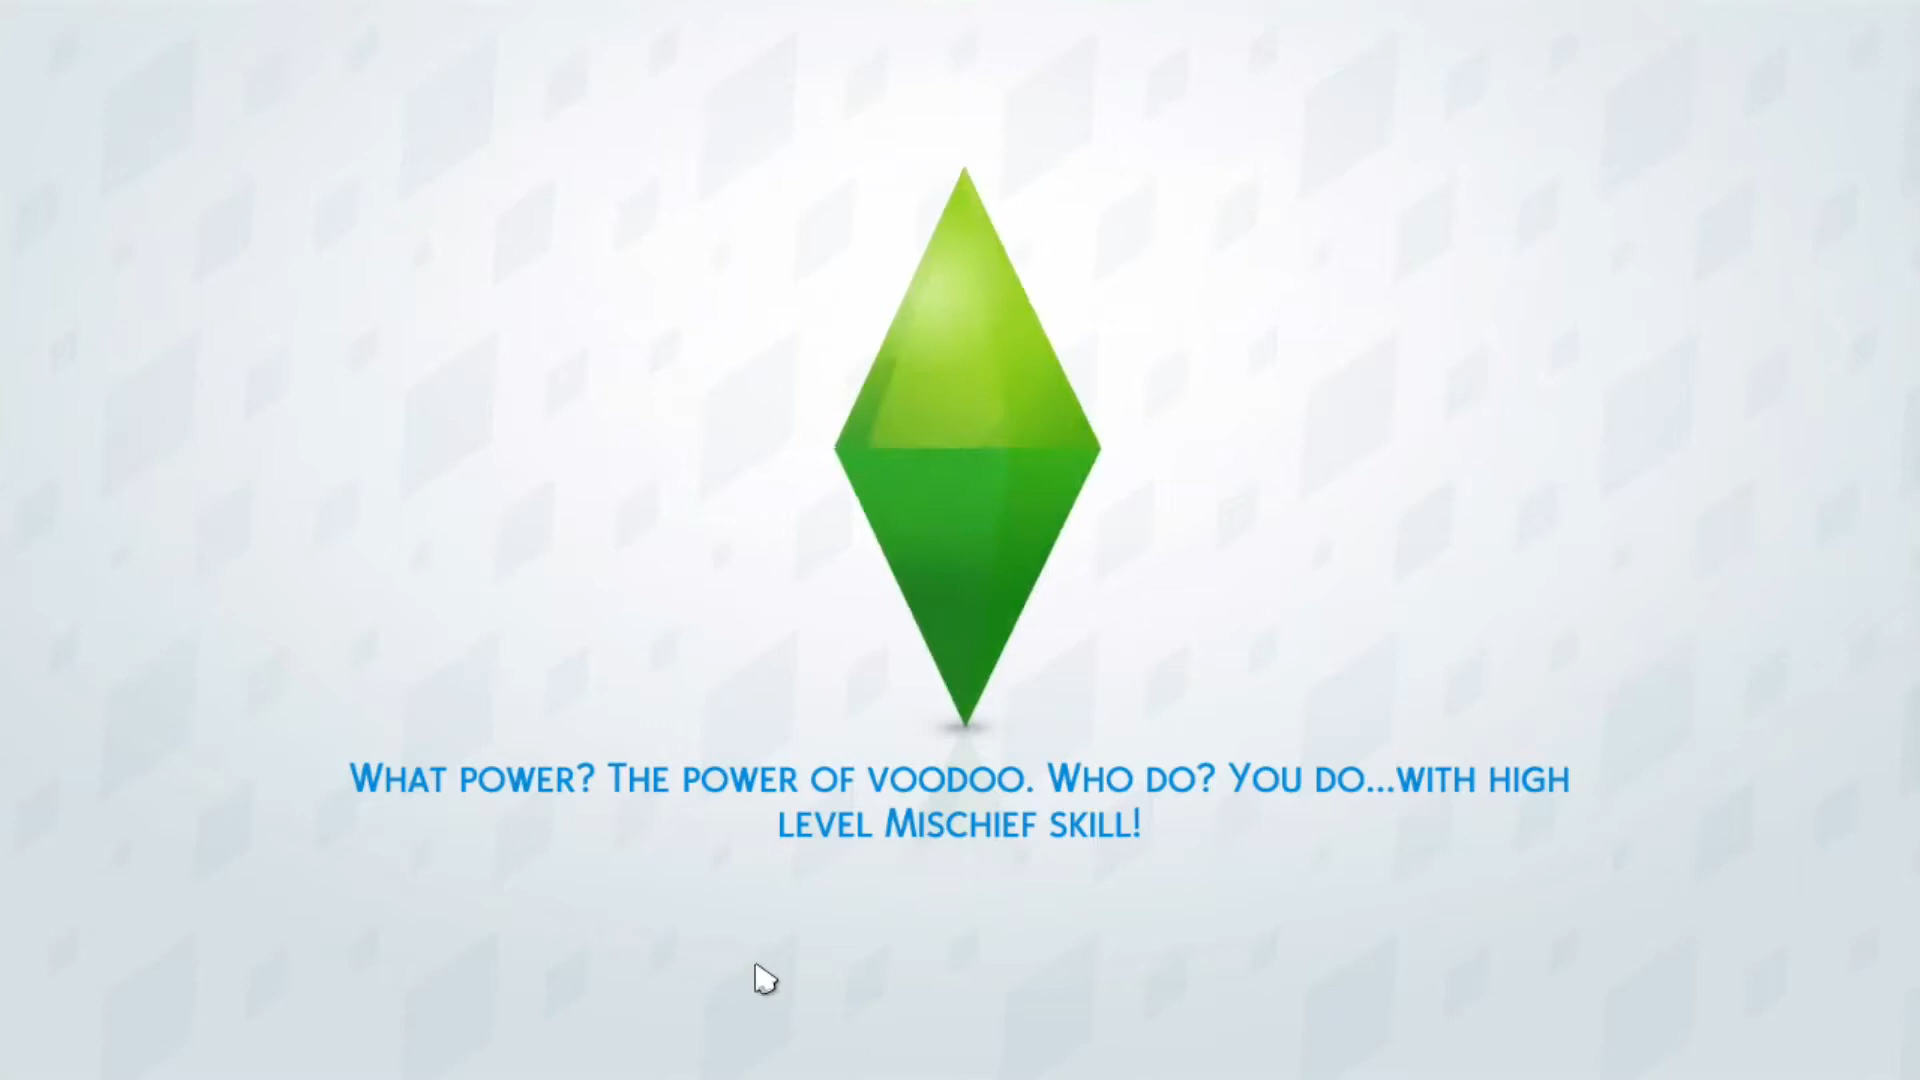 What power? The power of voodoo. Who do? You do...with high
level Mischief skill!